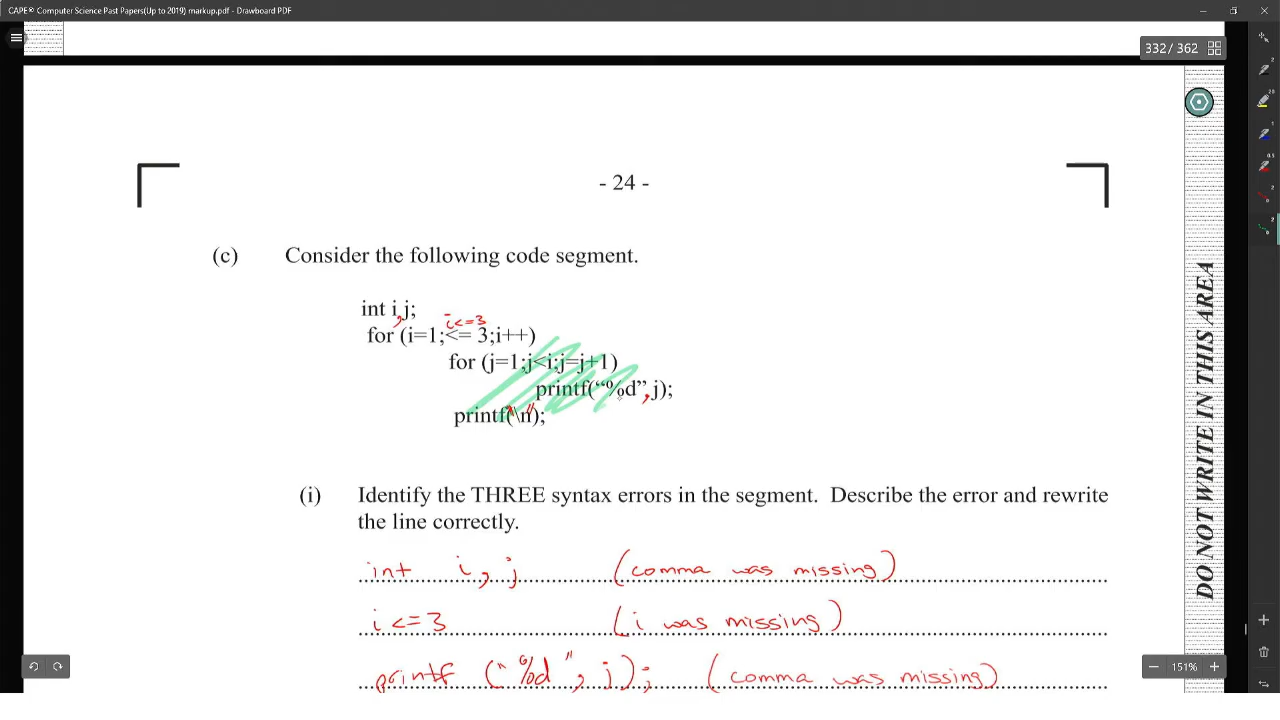 CAPE® Computer Science Past Papers(Up to 2019) markup.pdf - Drawboard PDF
332/ 362
- 24 -
(c) Consider the following code segment.
int i,j;
i<=3
for (i=1;<= 3;i++)
for (j=1;j<i;j=j+1)
printf(“%d”,j);
printf("\n");
(i) Identify the THREE syntax errors in the segment. Describe the error and rewrite
the line correctly.
int i, j (comma was missing)
i <= 3 (i was missing)
printf ("%d", j); (comma was missing)
DO NOT WRITE IN THIS AREA
151%